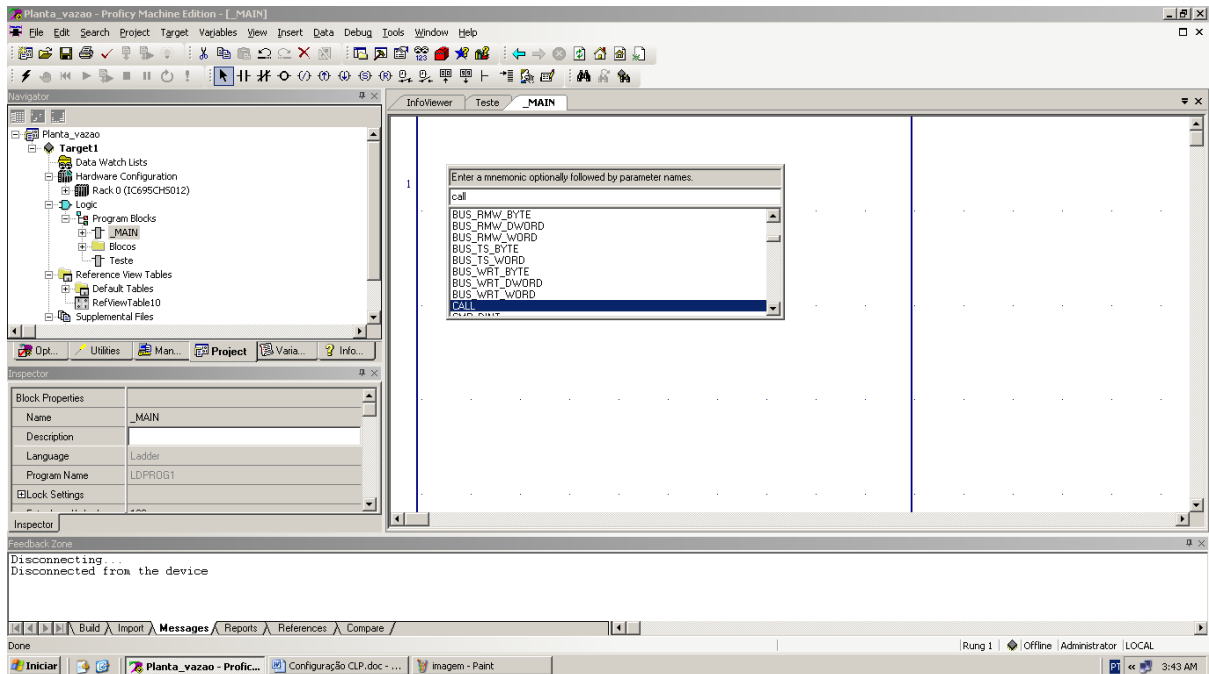 Planta_vazao - Proficy Machine Edition - [_MAIN]
File Edit Search Project Target Variables View Insert Data Debug Tools Window Help
Navigator
InfoViewer Teste _MAIN
Planta_vazao
Target1
Data Watch Lists
Hardware Configuration
Rack 0 (IC695CHS012)
Logic
Program Blocks
_MAIN
Blocos
Teste
Reference View Tables
Default Tables
RefViewTable10
Supplemental Files
Opt... Utilities Man... Project Varia... Info...
1
Enter a mnemonic optionally followed by parameter names.
call
BUS_RMW_BYTE
BUS_RMW_DWORD
BUS_RMW_WORD
BUS_TS_BYTE
BUS_TS_WORD
BUS_WRT_BYTE
BUS_WRT_DWORD
BUS_WRT_WORD
CALL
Inspector
Block Properties
Name _MAIN
Description
Language Ladder
Program Name LDPROG1
Lock Settings
Inspector
Feedback Zone
Disconnecting...
Disconnected from the device
Build Import Messages Reports References Compare
Done Rung 1 Offline Administrator LOCAL
Iniciar Planta_vazao - Profic... Configuração CLP.doc - ... imagem - Paint PT 3:43 AM